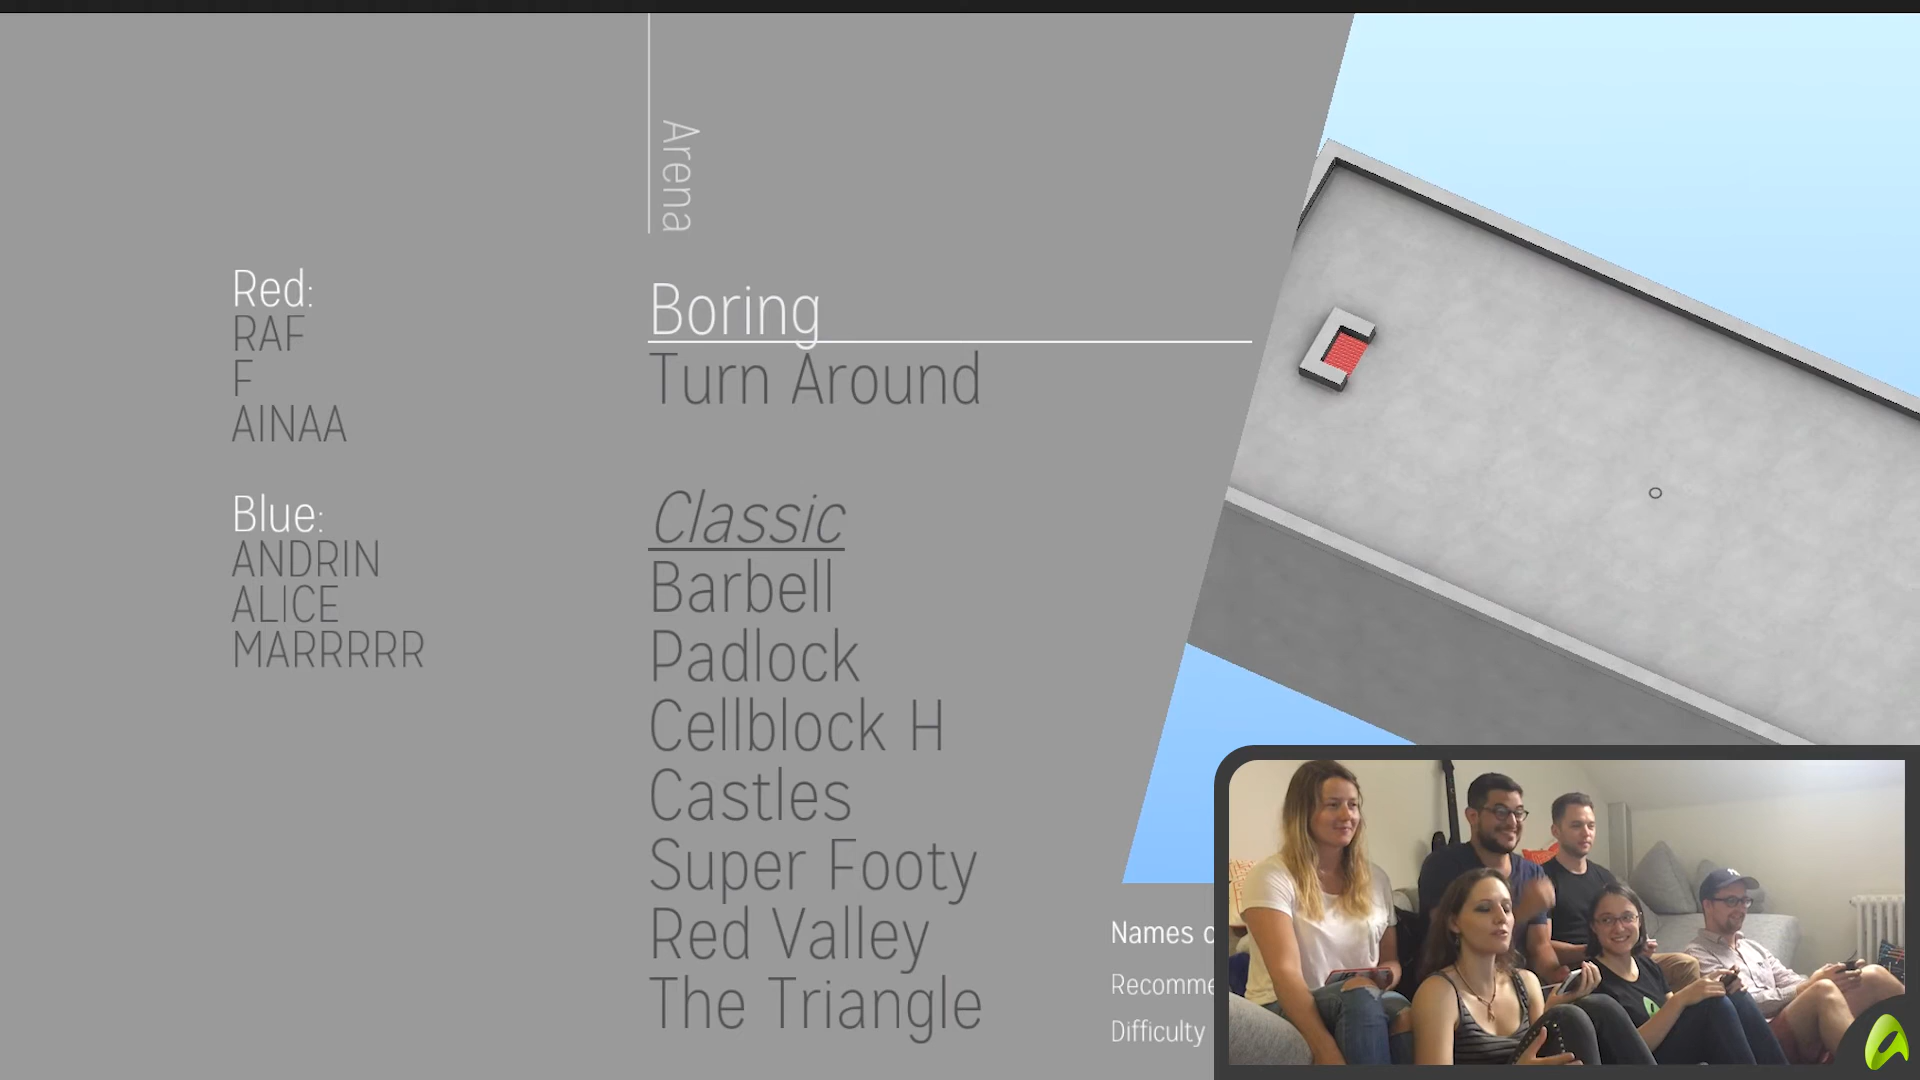 Arena
Red:
RAF
F
AINAA
Blue:
ANDRIN
ALICE
MARRRRR
Boring
Turn Around
Classic
Barbell
Padlock
Cellblock H
Castles
Super Footy
Red Valley
The Triangle
Names
Difficulty